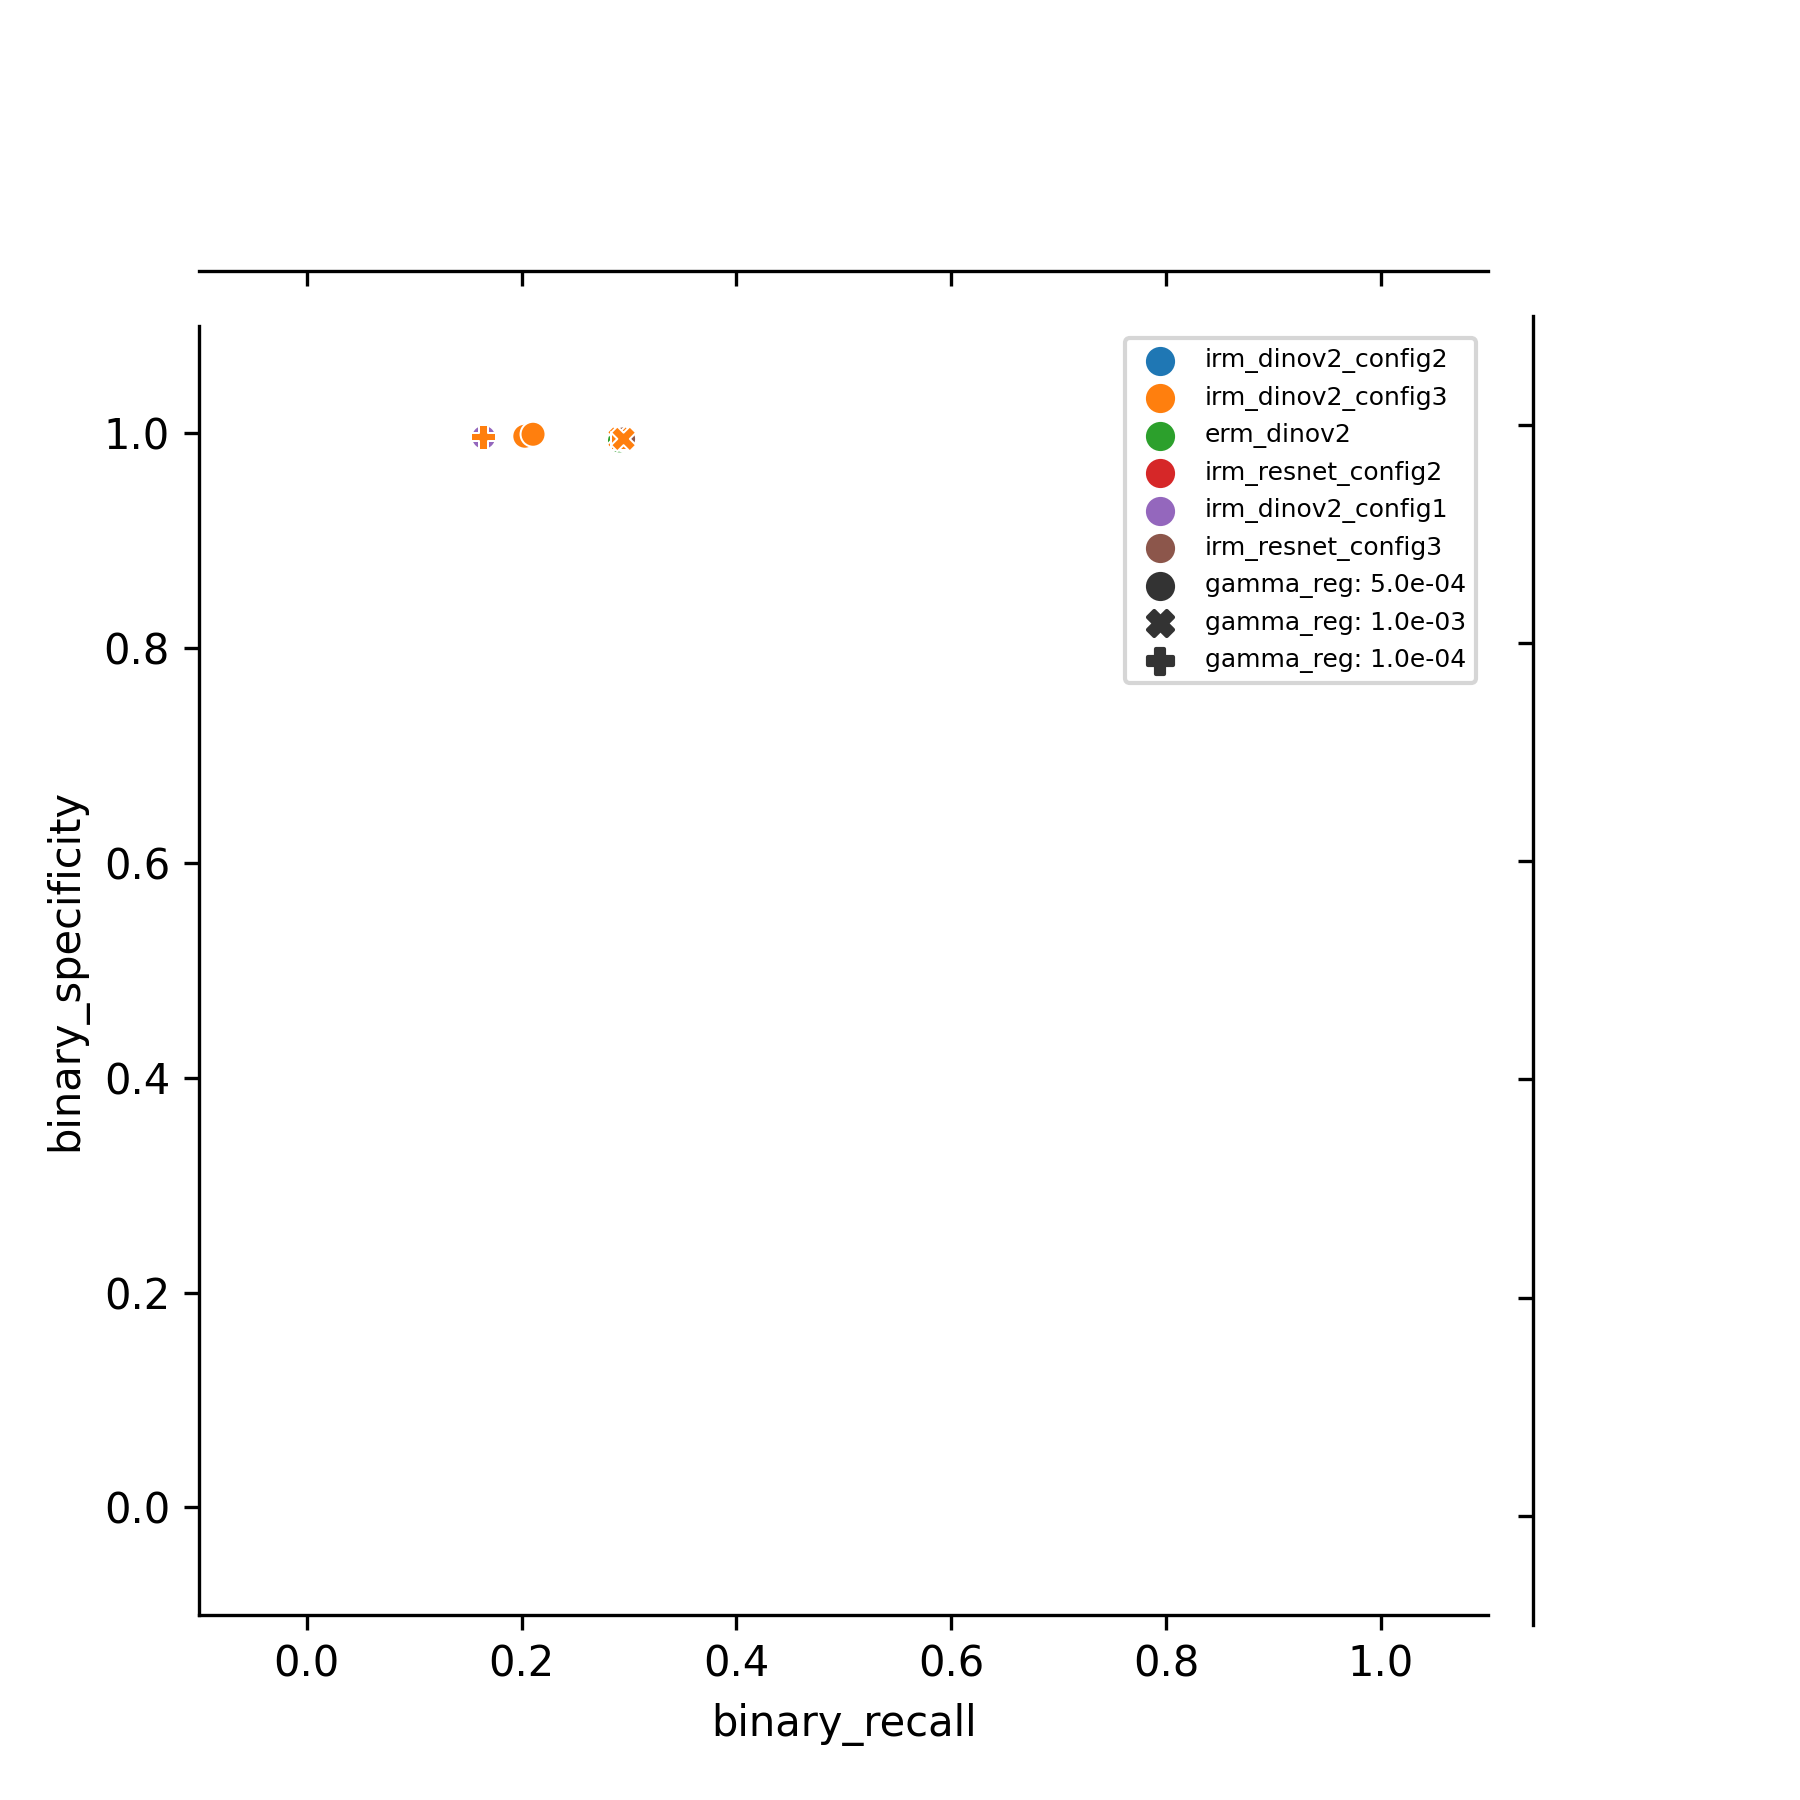 irm_dinov2_config2
irm_dinov2_config3
erm_dinov2
irm_resnet_config2
irm_dinov2_config1
irm_resnet_config3
gamma_reg: 5.0e-04
gamma_reg: 1.0e-03
gamma_reg: 1.0e-04
1.0
0.8
0.6
0.4
0.2
0.0
binary_specificity
0.0 0.2 0.4 0.6 0.8 1.0
binary_recall